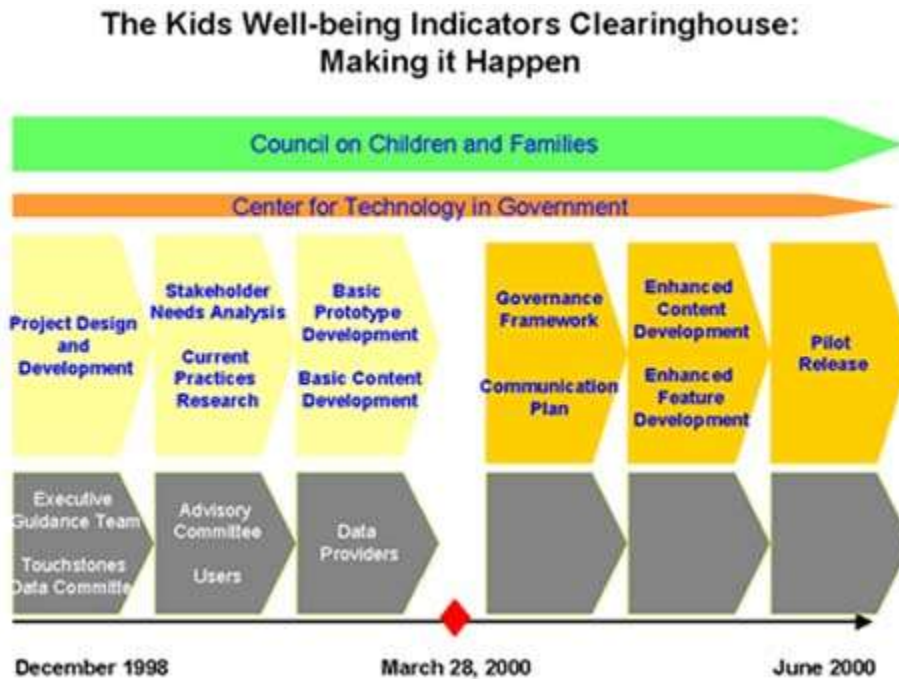 The Kids Well-being Indicators Clearinghouse:
Making it Happen
Council on Children and Families
Center for Technology in Government
Project Design
and
Development
Stakeholder
Needs Analysis
Current
Practices
Research
Basic
Prototype
Development
Basic Content
Development
Governance
Framework
Communication
Plan
Enhanced
Content
Development
Enhanced
Feature
Development
Pilot
Release
Executive
Guidance Team
Touchstones
Data Committe
Advisory
Committee
Users
Data
Providers
December 1998
March 28, 2000
June 2000